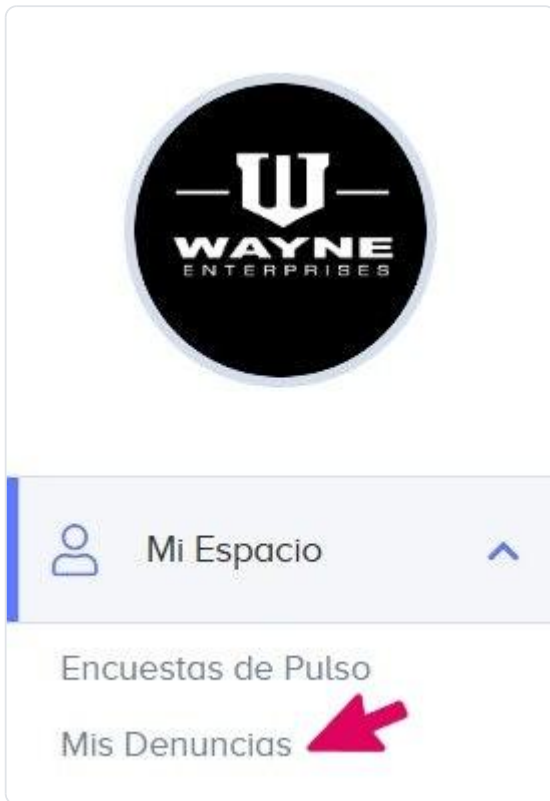 W
WAYNE
ENTERPRISES
Mi Espacio
Encuestas de Pulso
Mis Denuncias